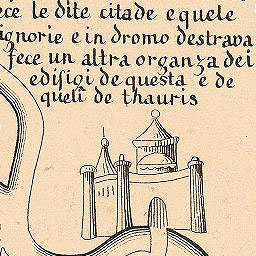 ece le dite citade e quele
ignorie e in dromo destrava
fece un altra organza dei
edifiçi de questa e de
queli de thauris